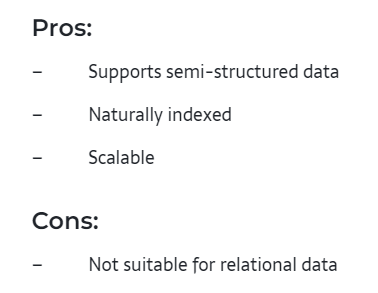 Pros:
– Supports semi-structured data
– Naturally indexed
– Scalable
Cons:
– Not suitable for relational data